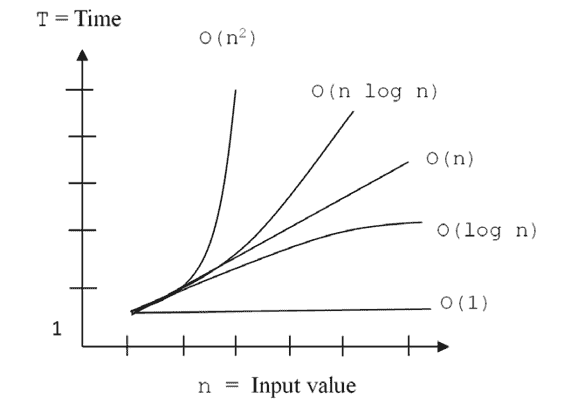 T = Time
O(n²)
O(n log n)
O(n)
O(log n)
O(1)
1
n = Input value